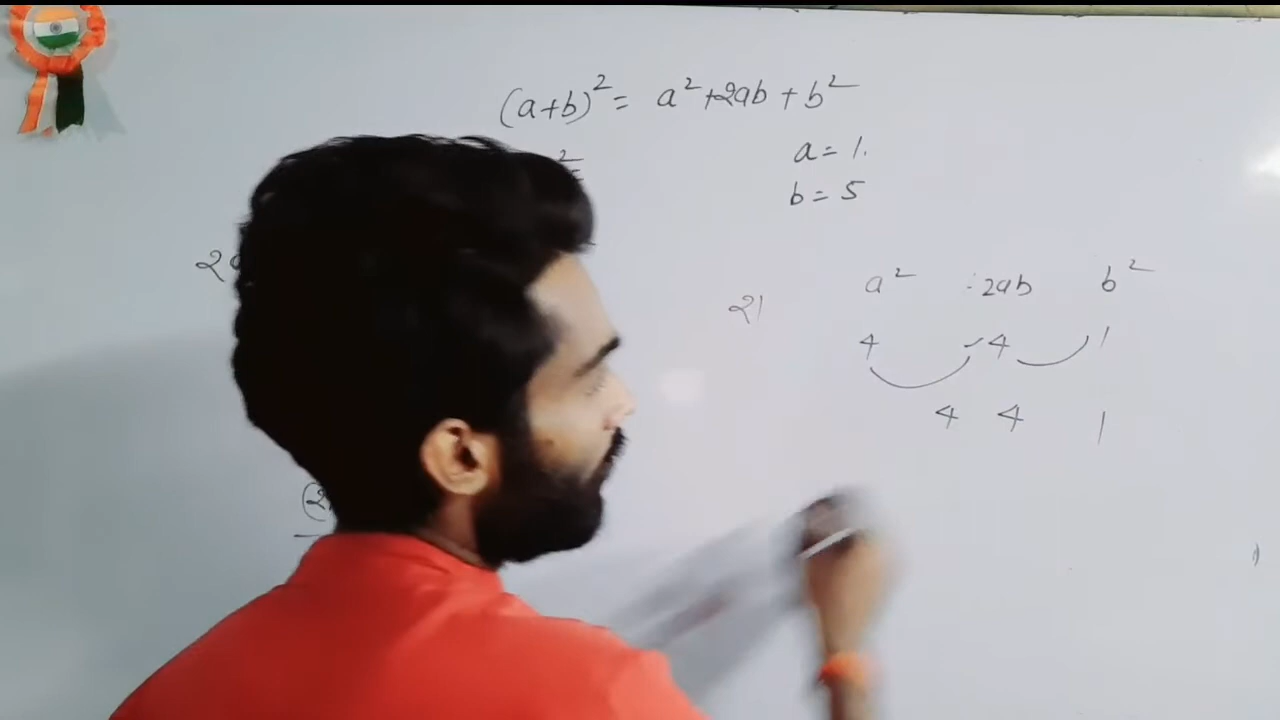 (a+b)² = a²+2ab + b²
a = 1.
b = 5
a² :2ab b²
21
4 -4 1
4 4 1